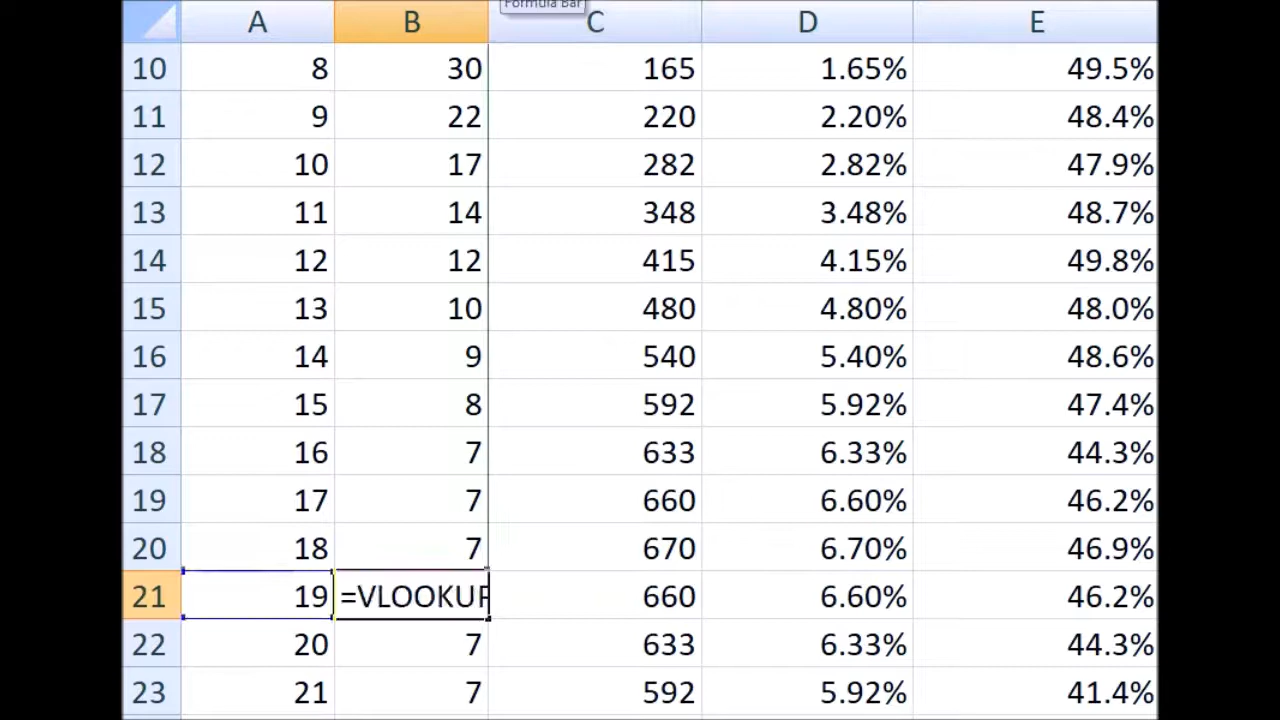 Formula Bar
A B C D E
10 8 30 165 1.65% 49.5%
11 9 22 220 2.20% 48.4%
12 10 17 282 2.82% 47.9%
13 11 14 348 3.48% 48.7%
14 12 12 415 4.15% 49.8%
15 13 10 480 4.80% 48.0%
16 14 9 540 5.40% 48.6%
17 15 8 592 5.92% 47.4%
18 16 7 633 6.33% 44.3%
19 17 7 660 6.60% 46.2%
20 18 7 670 6.70% 46.9%
21 19 =VLOOKUP 660 6.60% 46.2%
22 20 7 633 6.33% 44.3%
23 21 7 592 5.92% 41.4%